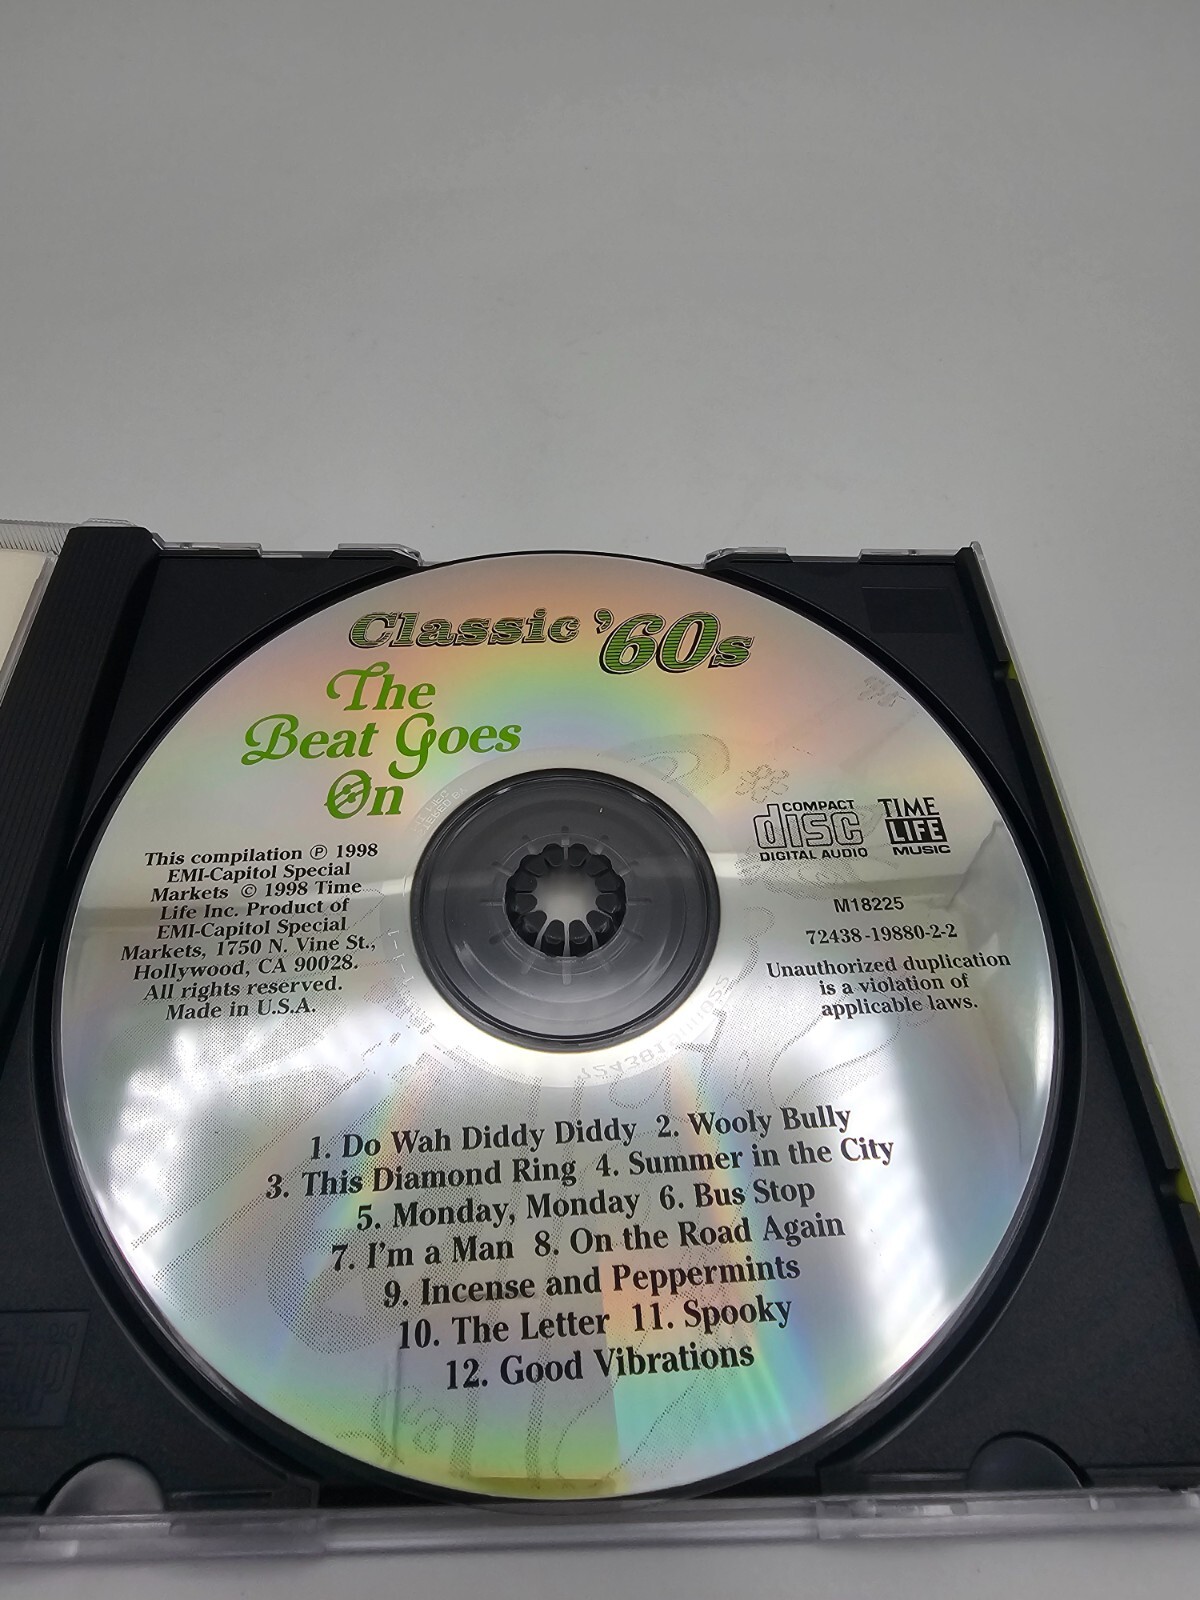 Classic '60s
The
Beat Goes
On
This compilation ℗ 1998
EMI-Capitol Special
Markets © 1998 Time
Life Inc. Product of
EMI-Capitol Special
Markets, 1750 N. Vine St.,
Hollywood, CA 90028.
All rights reserved.
Made in U.S.A.
COMPACT
disc
DIGITAL AUDIO
TIME
LIFE
MUSIC
M18225
72438-19880-2-2
Unauthorized duplication
is a violation of
applicable laws.
1. Do Wah Diddy Diddy 2. Wooly Bully
3. This Diamond Ring 4. Summer in the City
5. Monday, Monday 6. Bus Stop
7. I'm a Man 8. On the Road Again
9. Incense and Peppermints
10. The Letter 11. Spooky
12. Good Vibrations